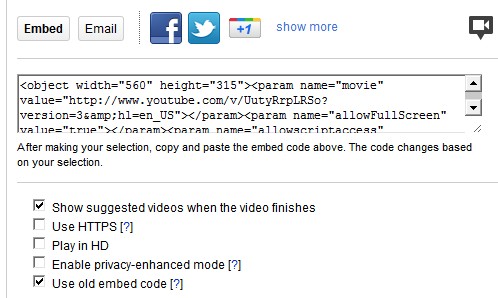 Embed Email +1 show more
<object width="560" height="315"><param name="movie"
value="http://www.youtube.com/v/UutyRrpLRSo?
version=3&amp;hl=en_US"></param><param name="allowFullScreen"
value="true"></param><param name="allowscriptaccess"
After making your selection, copy and paste the embed code above. The code changes based
on your selection.
Show suggested videos when the video finishes
Use HTTPS [?]
Play in HD
Enable privacy-enhanced mode [?]
Use old embed code [?]